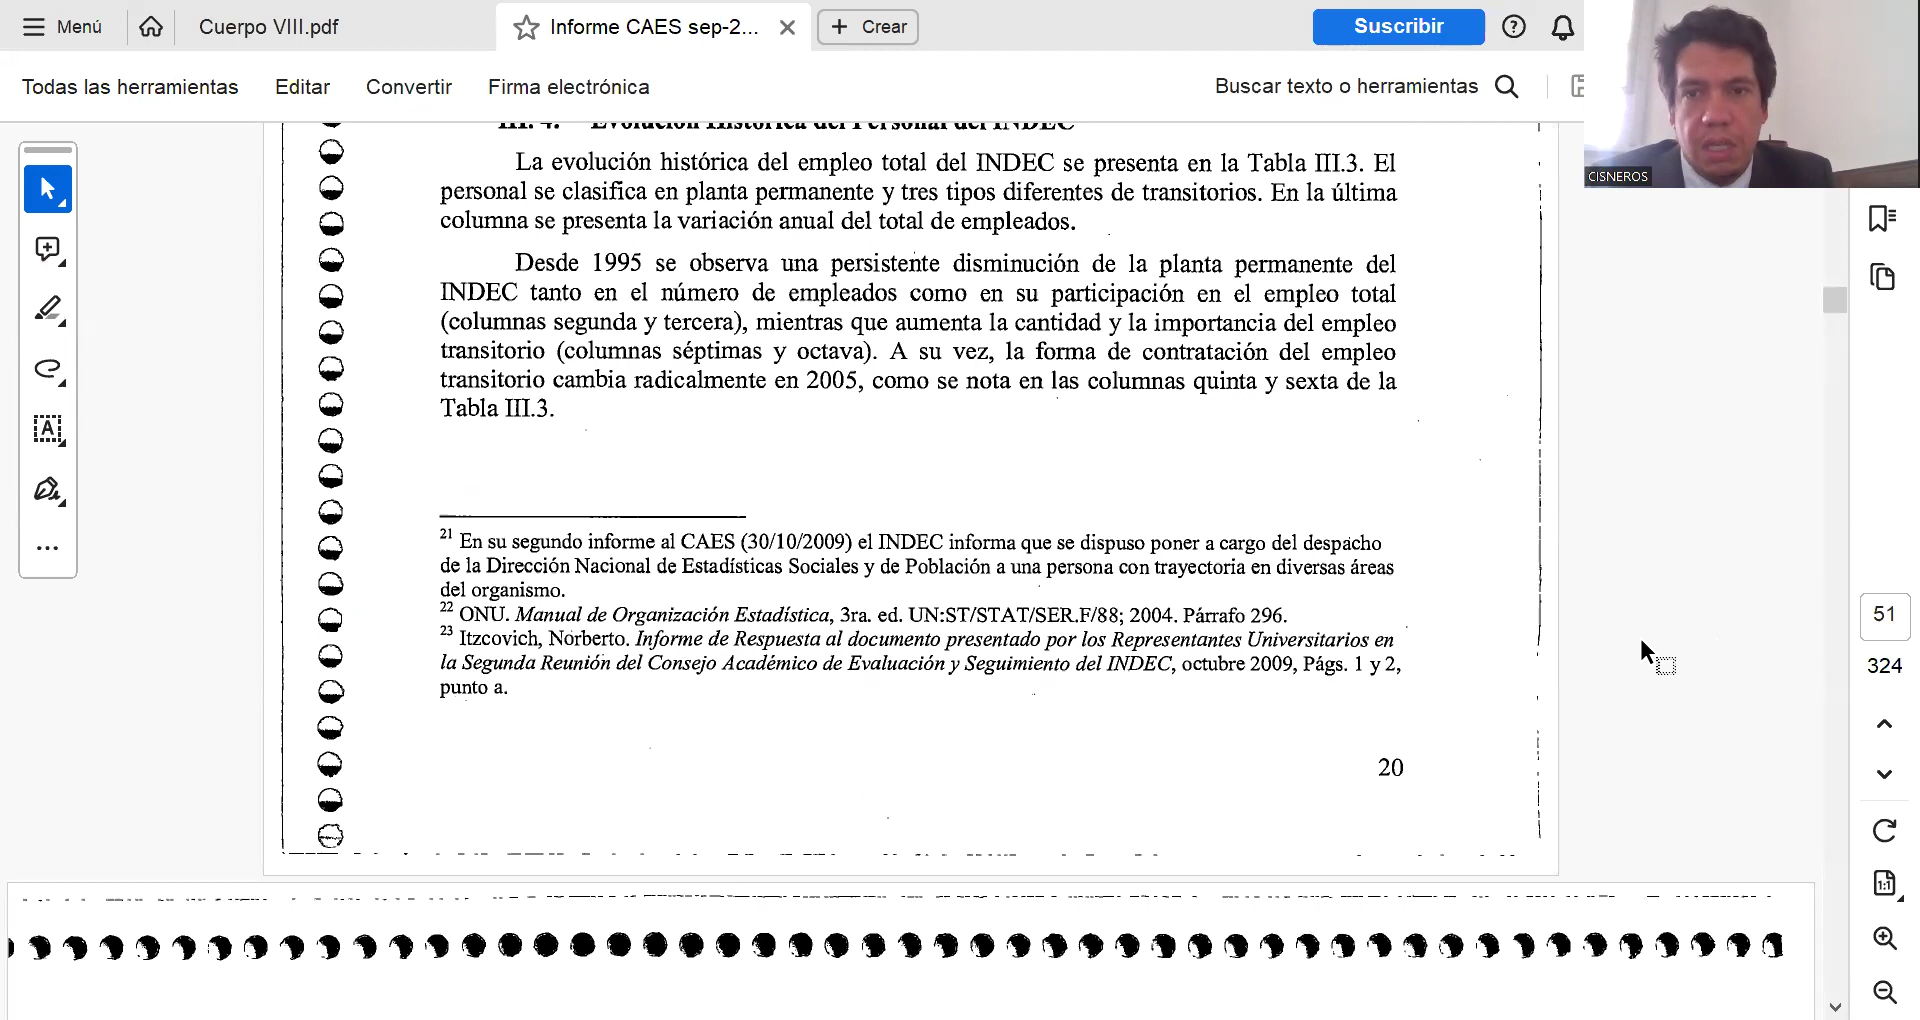 Menú
Cuerpo VIII.pdf
Informe CAES sep-2...
Crear
Suscribir
Todas las herramientas
Editar
Convertir
Firma electrónica
Buscar texto o herramientas
CISNEROS
III. 4. Evolución Histórica del Personal del INDEC
La evolución histórica del empleo total del INDEC se presenta en la Tabla III.3. El
personal se clasifica en planta permanente y tres tipos diferentes de transitorios. En la última
columna se presenta la variación anual del total de empleados.
Desde 1995 se observa una persistente disminución de la planta permanente del
INDEC tanto en el número de empleados como en su participación en el empleo total
(columnas segunda y tercera), mientras que aumenta la cantidad y la importancia del empleo
transitorio (columnas séptimas y octava). A su vez, la forma de contratación del empleo
transitorio cambia radicalmente en 2005, como se nota en las columnas quinta y sexta de la
Tabla III.3.
21 En su segundo informe al CAES (30/10/2009) el INDEC informa que se dispuso poner a cargo del despacho
de la Dirección Nacional de Estadísticas Sociales y de Población a una persona con trayectoria en diversas áreas
del organismo.
22 ONU. Manual de Organización Estadística, 3ra. ed. UN:ST/STAT/SER.F/88; 2004. Párrafo 296.
23 Itzcovich, Norberto. Informe de Respuesta al documento presentado por los Representantes Universitarios en
la Segunda Reunión del Consejo Académico de Evaluación y Seguimiento del INDEC, octubre 2009, Págs. 1 y 2,
punto a.
20
51
324
1:1